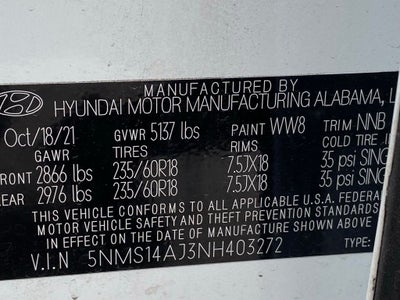 MANUFACTURED BY
HYUNDAI MOTOR MANUFACTURING ALABAMA, L
Oct/18/21 GVWR 5137 lbs PAINT WW8 TRIM NNB
GAWR TIRES RIMS COLD TIRE
FRONT 2866 lbs 235/60R18 7.5JX18 35 psi SING
EAR 2976 lbs 235/60R18 7.5JX18 35 psi SING
THIS VEHICLE CONFORMS TO ALL APPLICABLE U.S.A. FEDERA
MOTOR VEHICLE SAFETY AND THEFT PREVENTION STANDARD
IN EFFECT ON THE DATE OF MANUFACTURE SHOWN ABOVE.
V.I.N 5NMS14AJ3NH403272 TYPE: